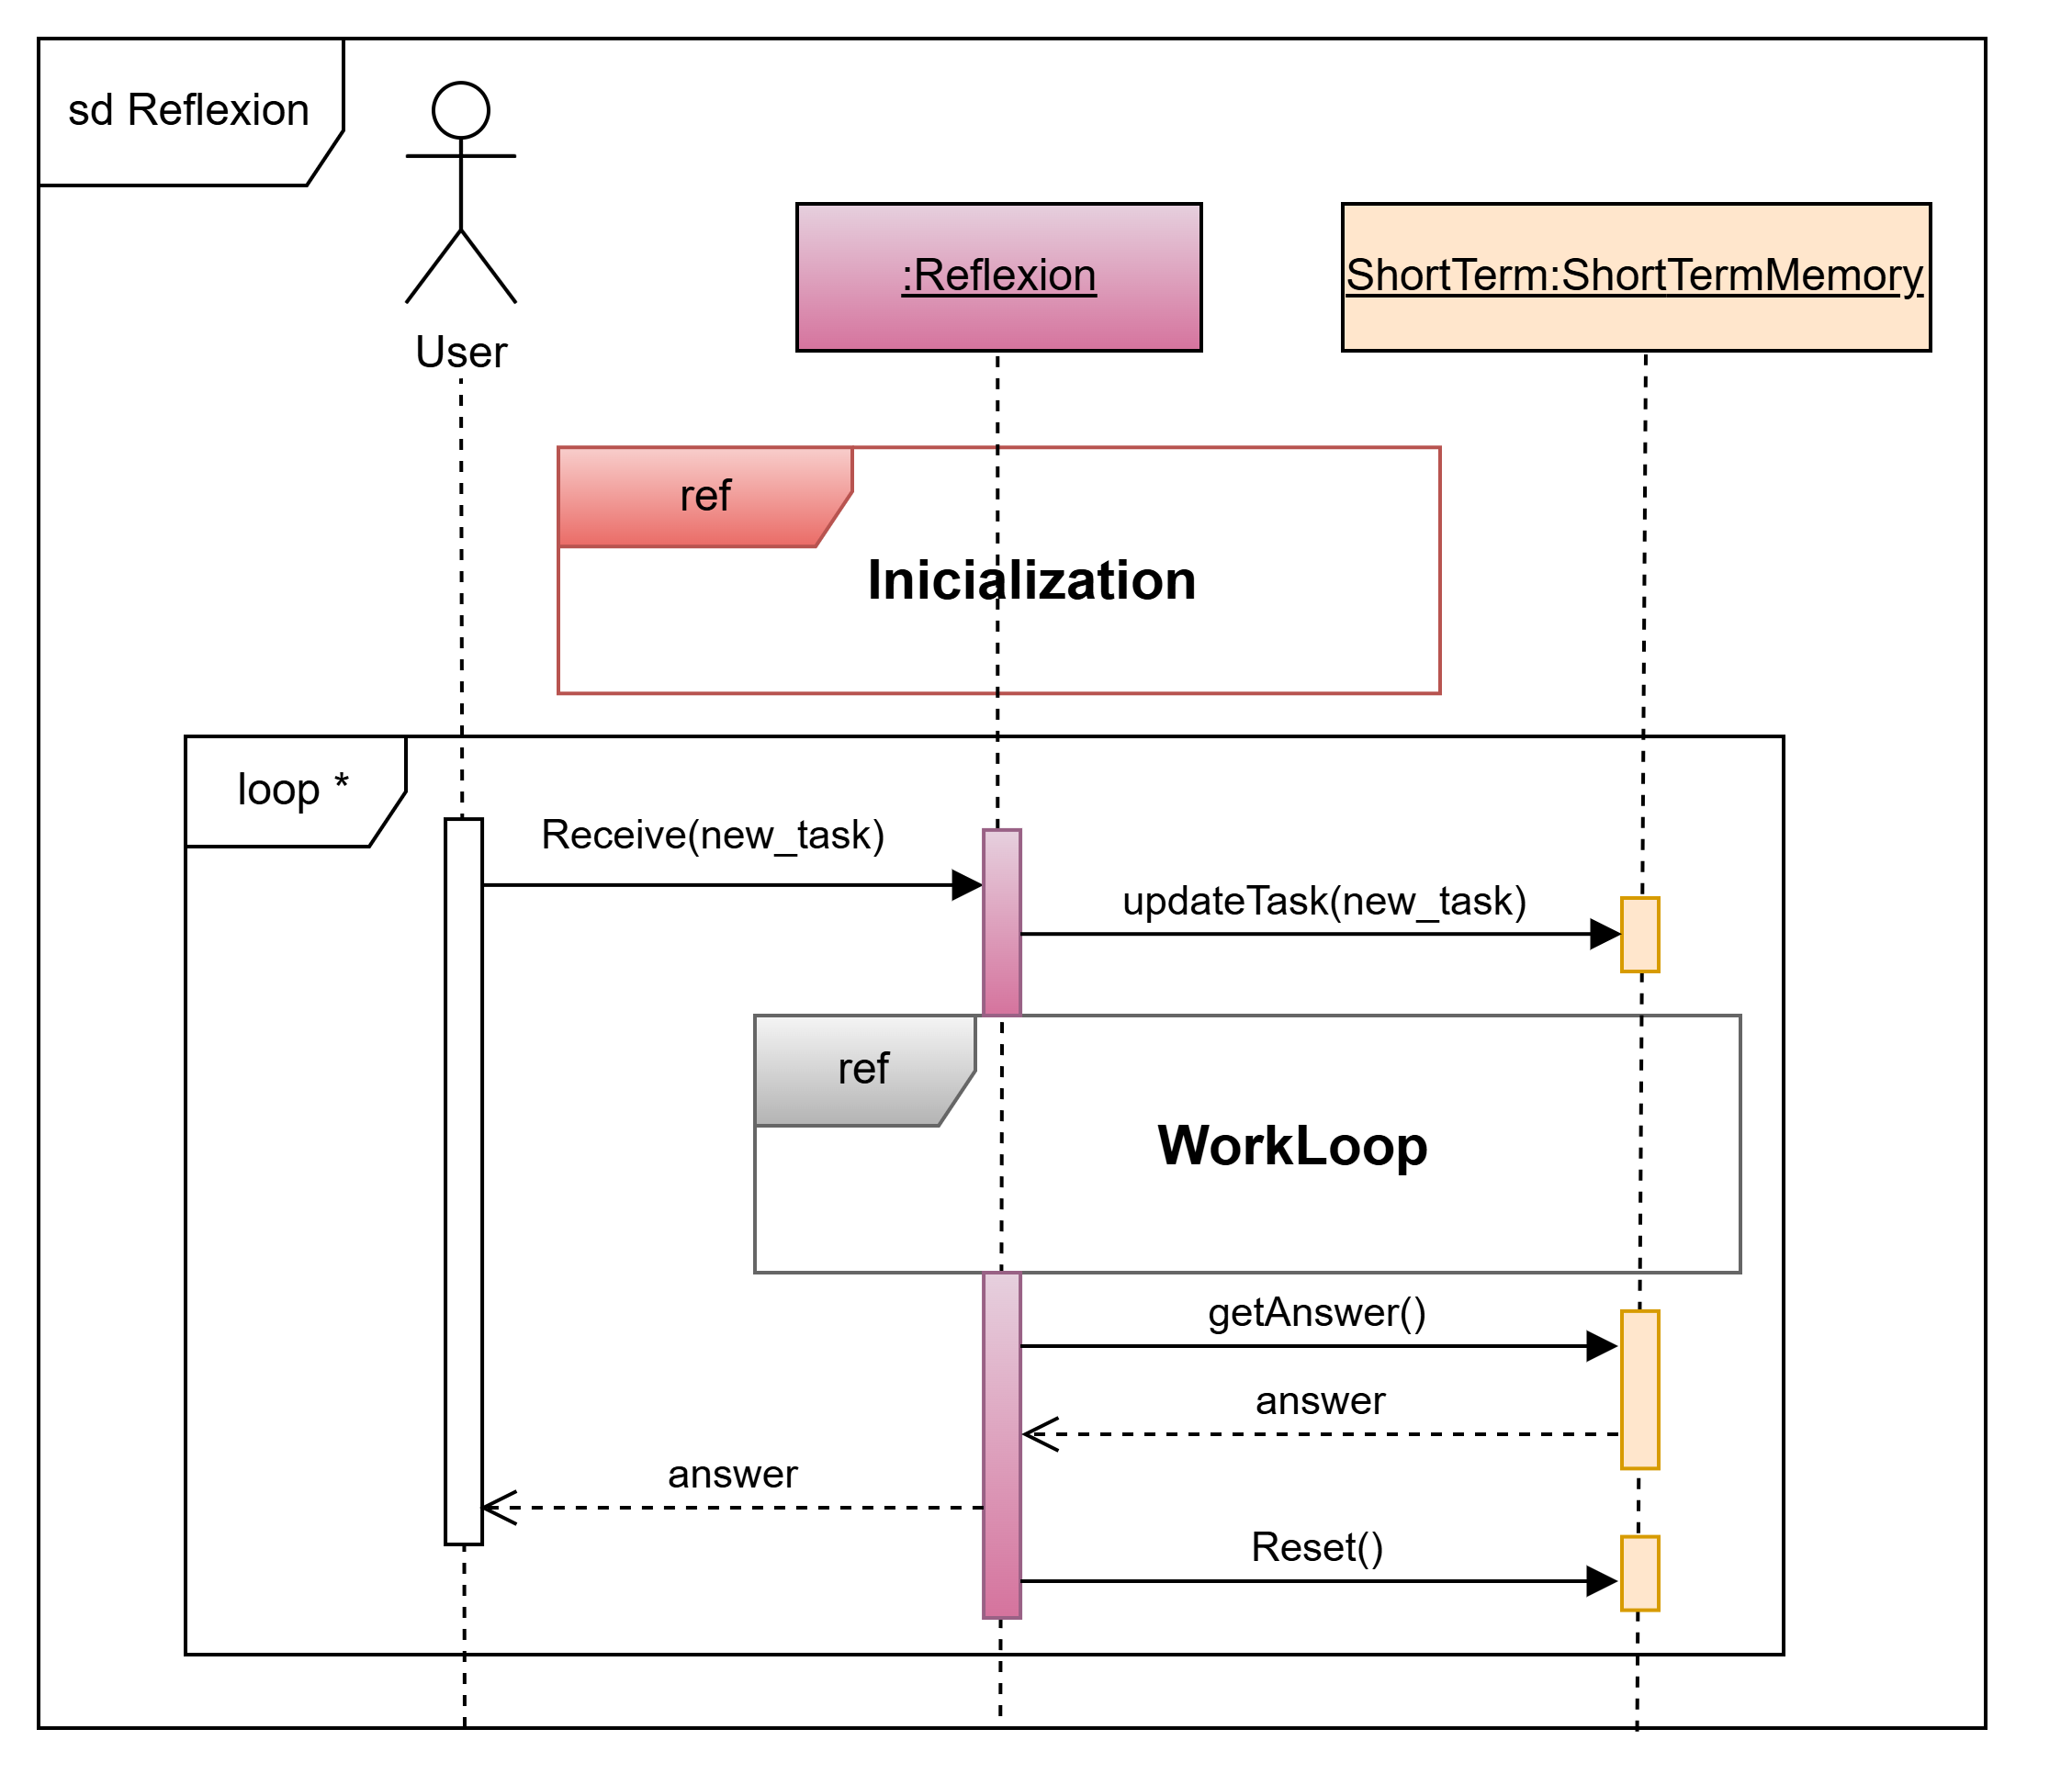 sd Reflexion
User
:Reflexion
ShortTerm:ShortTermMemory
ref
Inicialization
loop *
Receive(new_task)
updateTask(new_task)
ref
WorkLoop
getAnswer()
answer
answer
Reset()